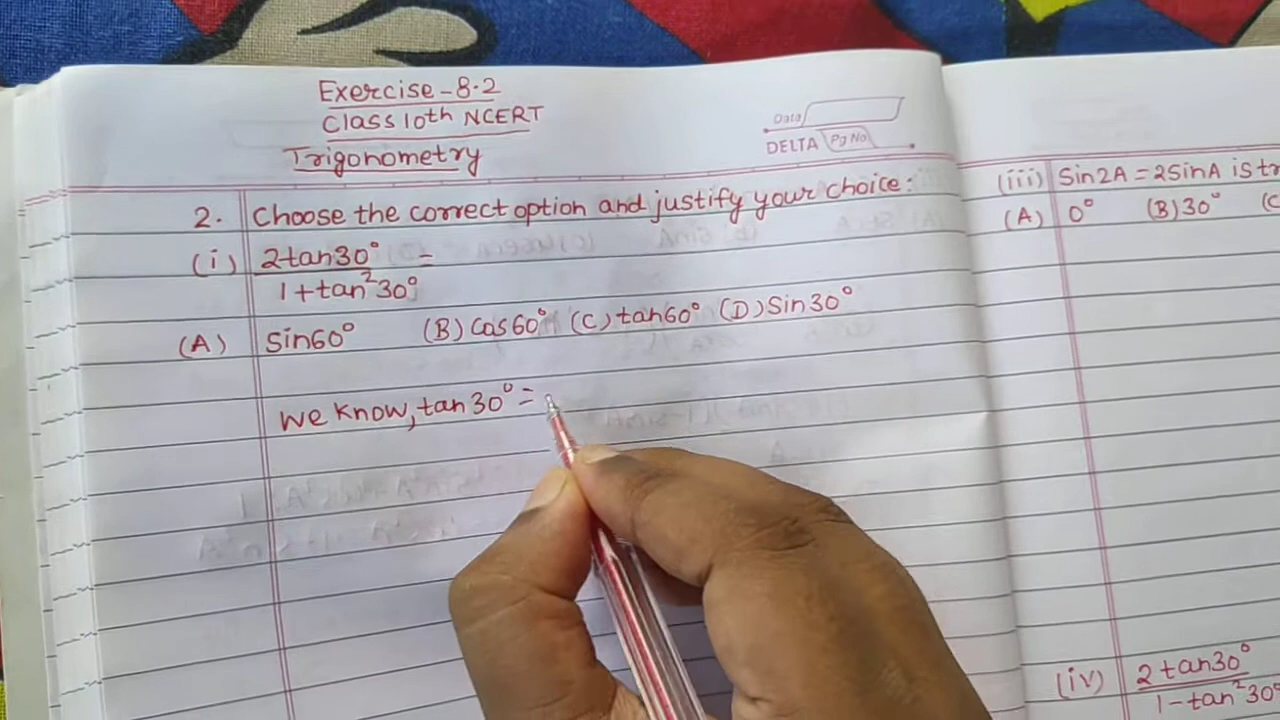 Exercise-8.2
Class 10th NCERT
Trigonometry
Date
DELTA Pg No
2. Choose the correct option and justify your choice:
(i) 2tan30° =
1+tan²30°
(A) Sin60° (B) Cos60° (C) tan60° (D) Sin30°
We know, tan30° =
(iii) Sin2A = 2SinA is
(A) 0° (B) 30°
(iv) 2tan30°
1-tan²30°